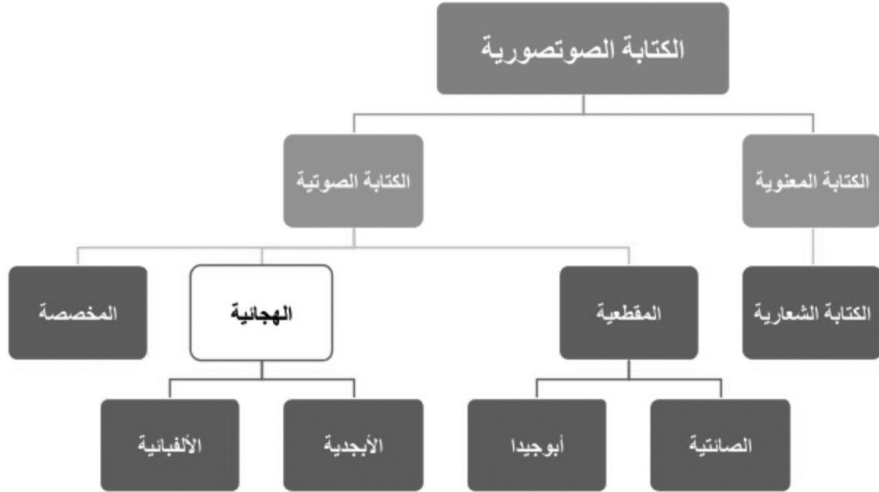 الكتابة الصوتصورية
الكتابة المعنوية
الكتابة الصوتية
الكتابة الشعارية
المقطعية
الهجائية
المخصصة
الصائتية
أبوجيدا
الأبجدية
الألفبائية